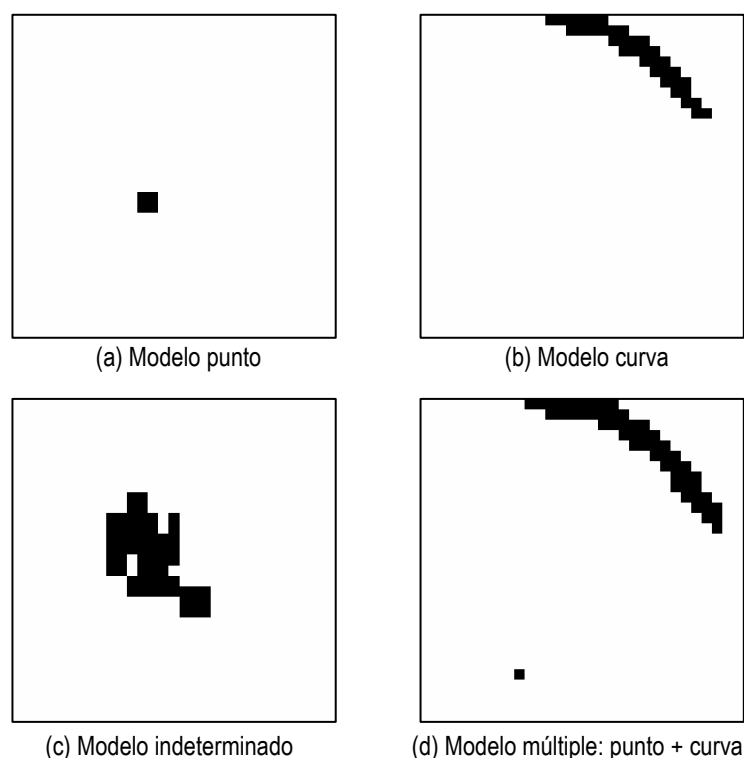 (a) Modelo punto
(b) Modelo curva
(c) Modelo indeterminado
(d) Modelo múltiple: punto + curva